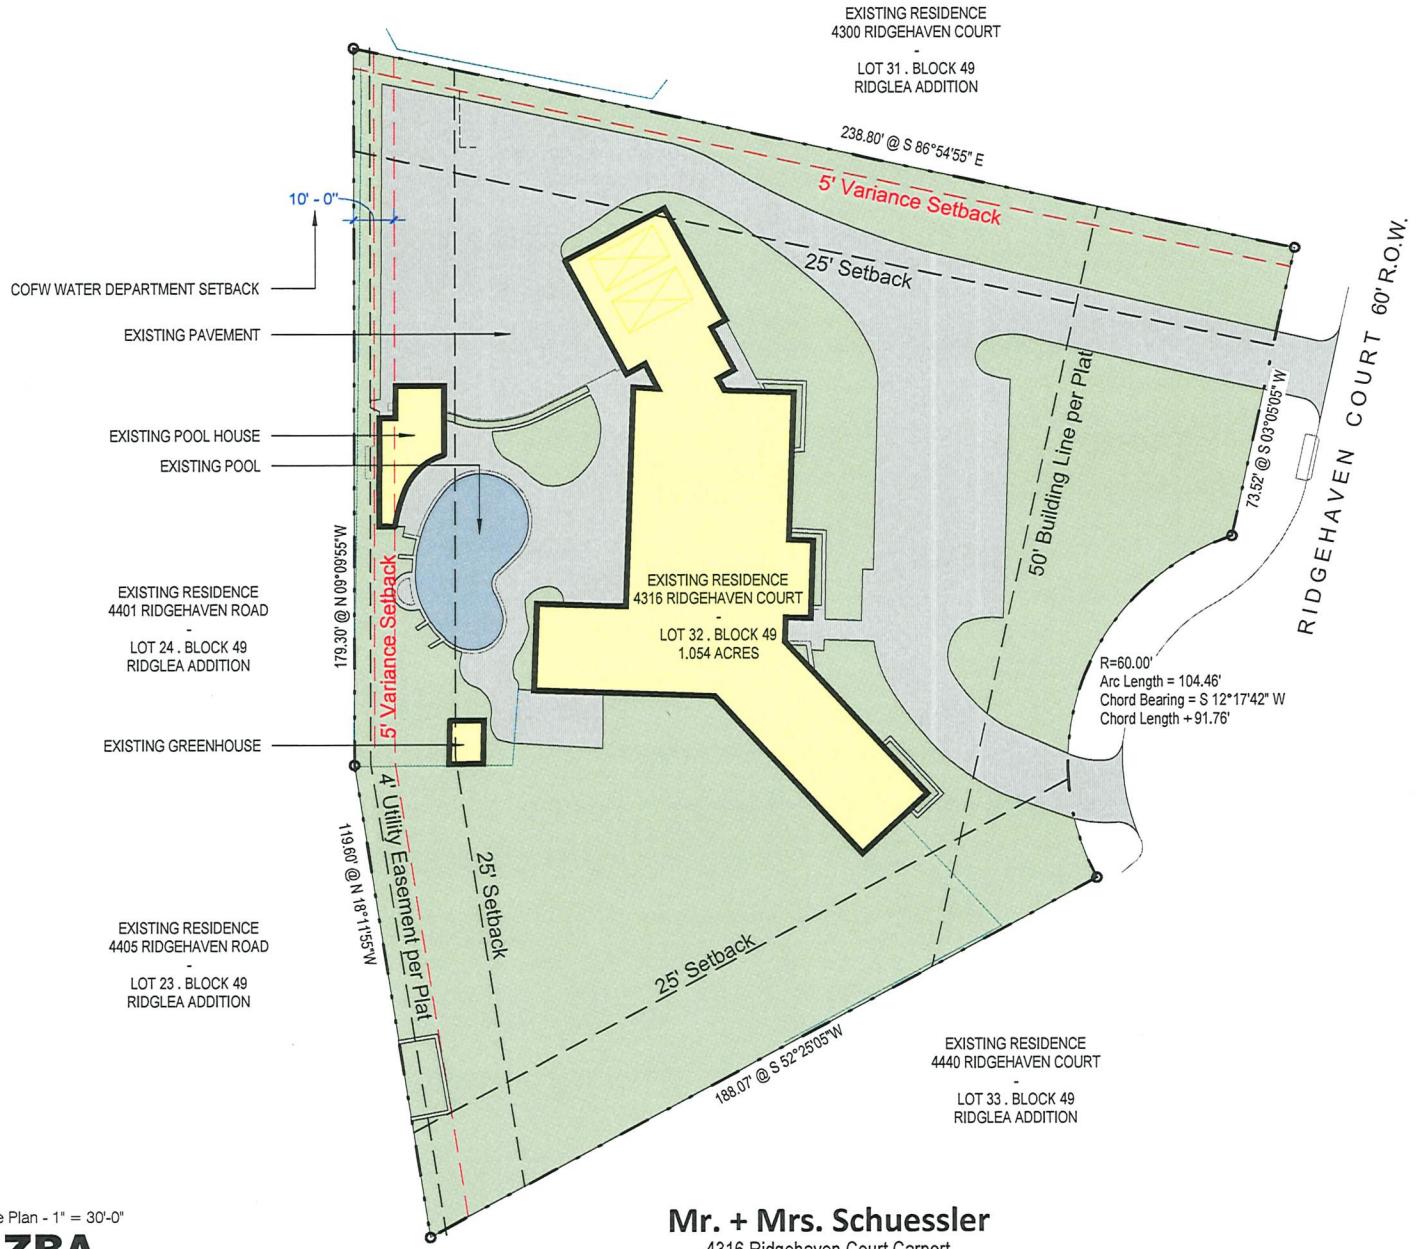 EXISTING RESIDENCE
4300 RIDGEHAVEN COURT
-
LOT 31 . BLOCK 49
RIDGLEA ADDITION
238.80' @ S 86°54'55" E
5' Variance Setback
25' Setback
10' - 0"
COFW WATER DEPARTMENT SETBACK
EXISTING PAVEMENT
EXISTING POOL HOUSE
EXISTING POOL
RIDGEHAVEN COURT 60' R.O.W.
73.52' @ S 03°05'05" W
50' Building Line per Plat
176.30' @ N 09°09'55"W
5' Variance Setback
EXISTING RESIDENCE
4401 RIDGEHAVEN ROAD
-
LOT 24 . BLOCK 49
RIDGLEA ADDITION
EXISTING RESIDENCE
4316 RIDGEHAVEN COURT
-
LOT 32 . BLOCK 49
1.054 ACRES
R=60.00'
Arc Length = 104.46'
Chord Bearing = S 12°17'42" W
Chord Length + 91.76'
EXISTING GREENHOUSE
4' Utility Easement per Plat
25' Setback
119.60' @ N 18°11'55"W
EXISTING RESIDENCE
4405 RIDGEHAVEN ROAD
-
LOT 23 . BLOCK 49
RIDGLEA ADDITION
25' Setback
188.07' @ S 52°25'05"W
EXISTING RESIDENCE
4440 RIDGEHAVEN COURT
-
LOT 33 . BLOCK 49
RIDGLEA ADDITION
e Plan - 1" = 30'-0"
ZBA
Mr. + Mrs. Schuessler
4316 Ridgehaven Court Carport